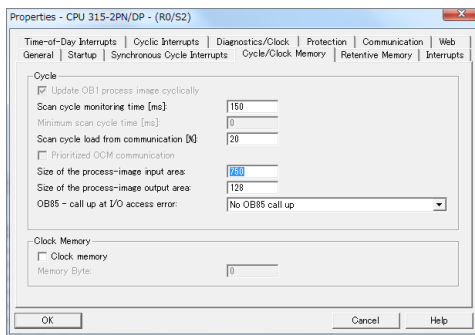 Properties - CPU 315-2PN/DP - (R0/S2)
Time-of-Day Interrupts Cyclic Interrupts Diagnostics/Clock Protection Communication Web
General Startup Synchronous Cycle Interrupts Cycle/Clock Memory Retentive Memory Interrupts
Cycle
Update OB1 process image cyclically
Scan cycle monitoring time [ms]: 150
Minimum scan cycle time [ms]: 0
Scan cycle load from communication [%]: 20
Prioritized OCM communication
Size of the process-image input area: 750
Size of the process-image output area: 128
OB85 - call up at I/O access error: No OB85 call up
Clock Memory
Clock memory
Memory Byte: 0
OK Cancel Help